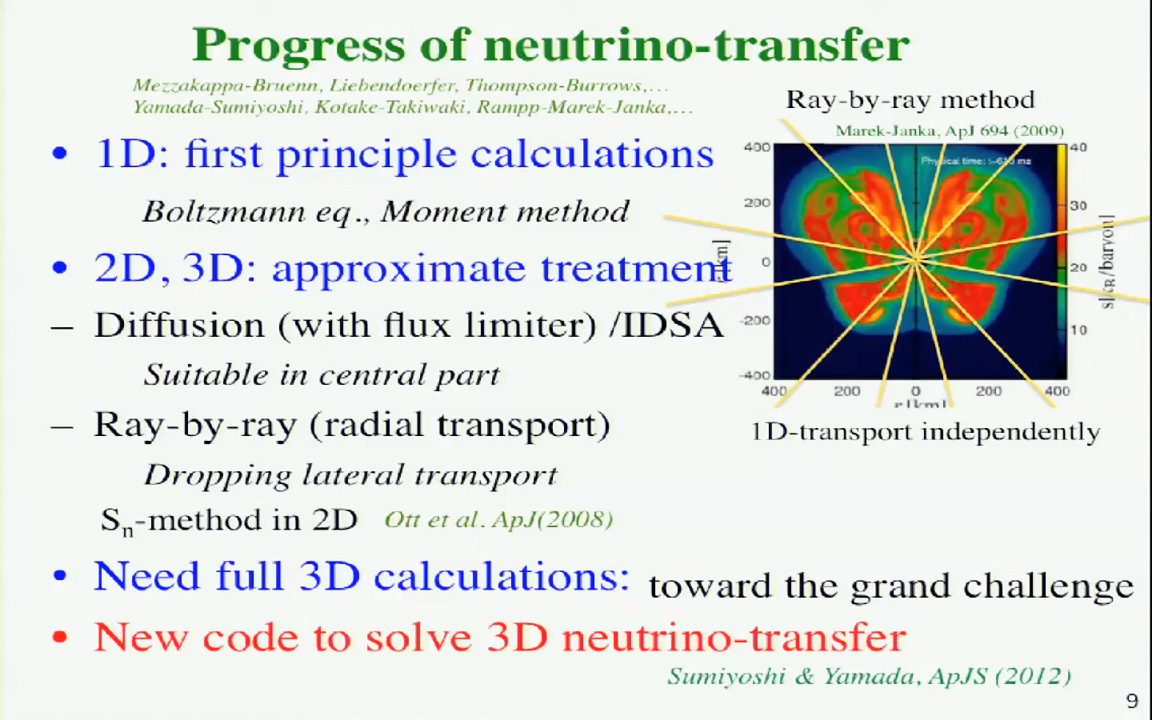 Progress of neutrino-transfer
Mezzakappa-Bruenn, Liebendoerfer, Thompson-Burrows,...
Yamada-Sumiyoshi, Kotake-Takiwaki, Rampp-Marek-Janka,...
• 1D: first principle calculations
Boltzmann eq., Moment method
• 2D, 3D: approximate treatment
– Diffusion (with flux limiter) /IDSA
Suitable in central part
– Ray-by-ray (radial transport)
Dropping lateral transport
Sn-method in 2D Ott et al. ApJ(2008)
• Need full 3D calculations: toward the grand challenge
• New code to solve 3D neutrino-transfer
Sumiyoshi & Yamada, ApJS (2012)
Ray-by-ray method
Marek-Janka, ApJ 694 (2009)
Physical time:
400
200
0
-200
-400
400 200 0 200 400
r [km]
40
30
20
10
1D-transport independently
9